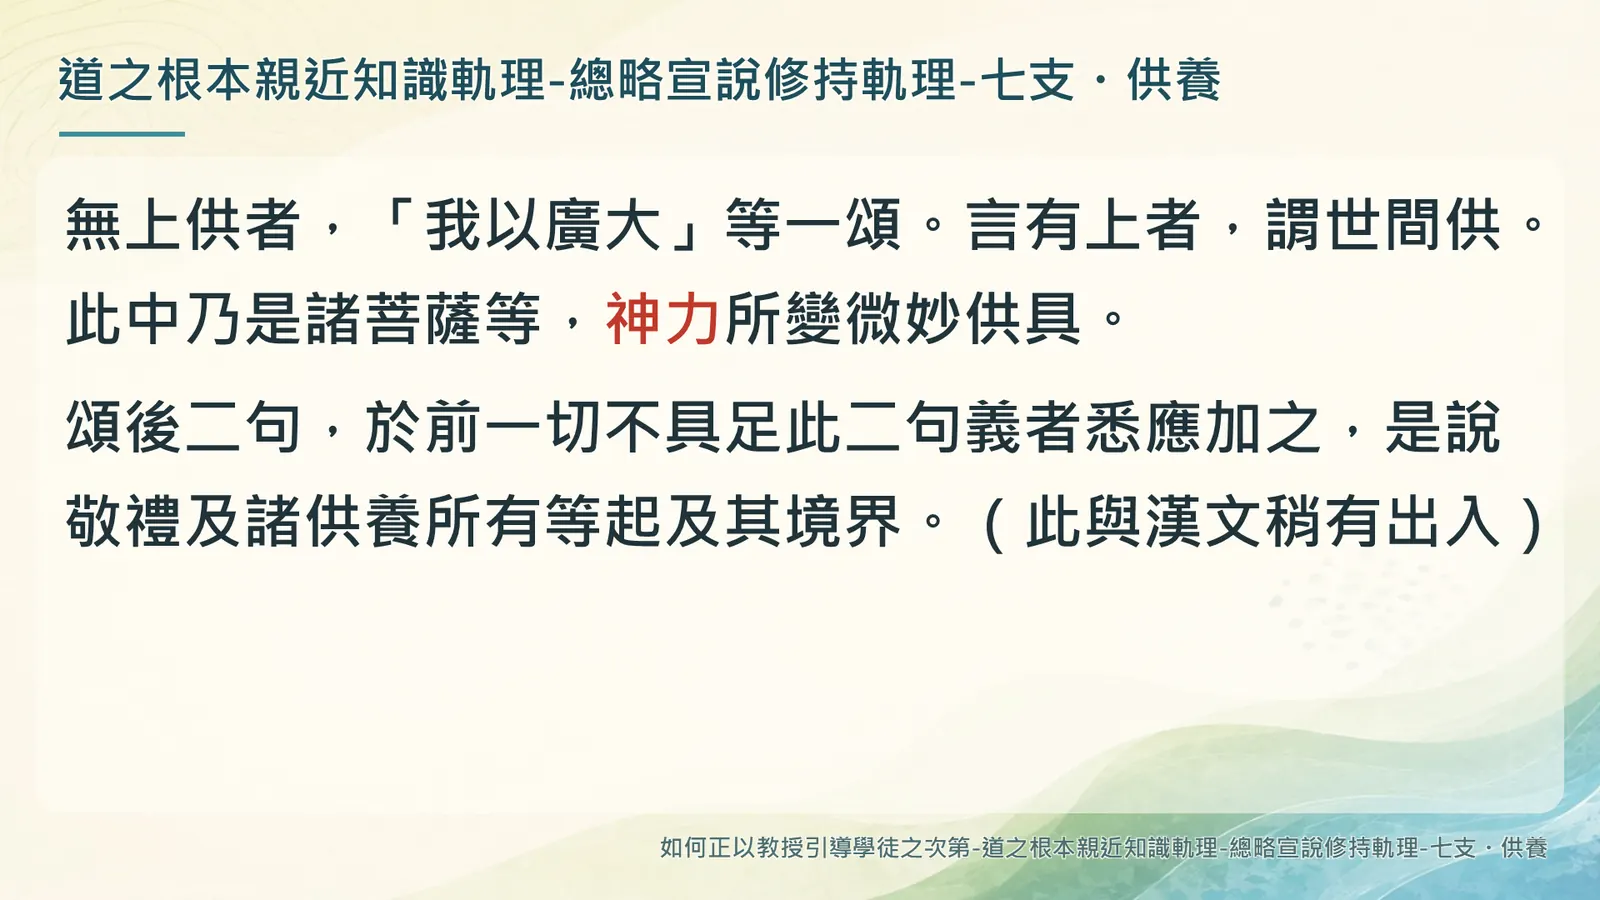 道之根本親近知識軌理-總略宣說修持軌理-七支．供養
無上供者，「我以廣大」等一頌。言有上者，謂世間供。
此中乃是諸菩薩等，神力所變微妙供具。
頌後二句，於前一切不具足此二句義者悉應加之，是說
敬禮及諸供養所有等起及其境界。（此與漢文稍有出入）
如何正以教授引導學徒之次第-道之根本親近知識軌理-總略宣說修持軌理-七支．供養